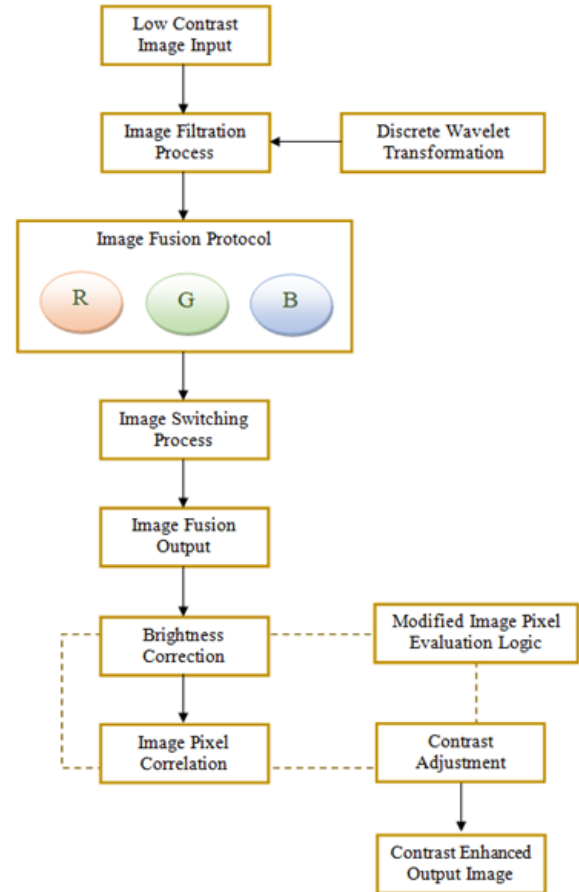 Low Contrast
Image Input
Image Filtration
Process
Discrete Wavelet
Transformation
Image Fusion Protocol
R
G
B
Image Switching
Process
Image Fusion
Output
Brightness
Correction
Modified Image Pixel
Evaluation Logic
Image Pixel
Correlation
Contrast
Adjustment
Contrast Enhanced
Output Image